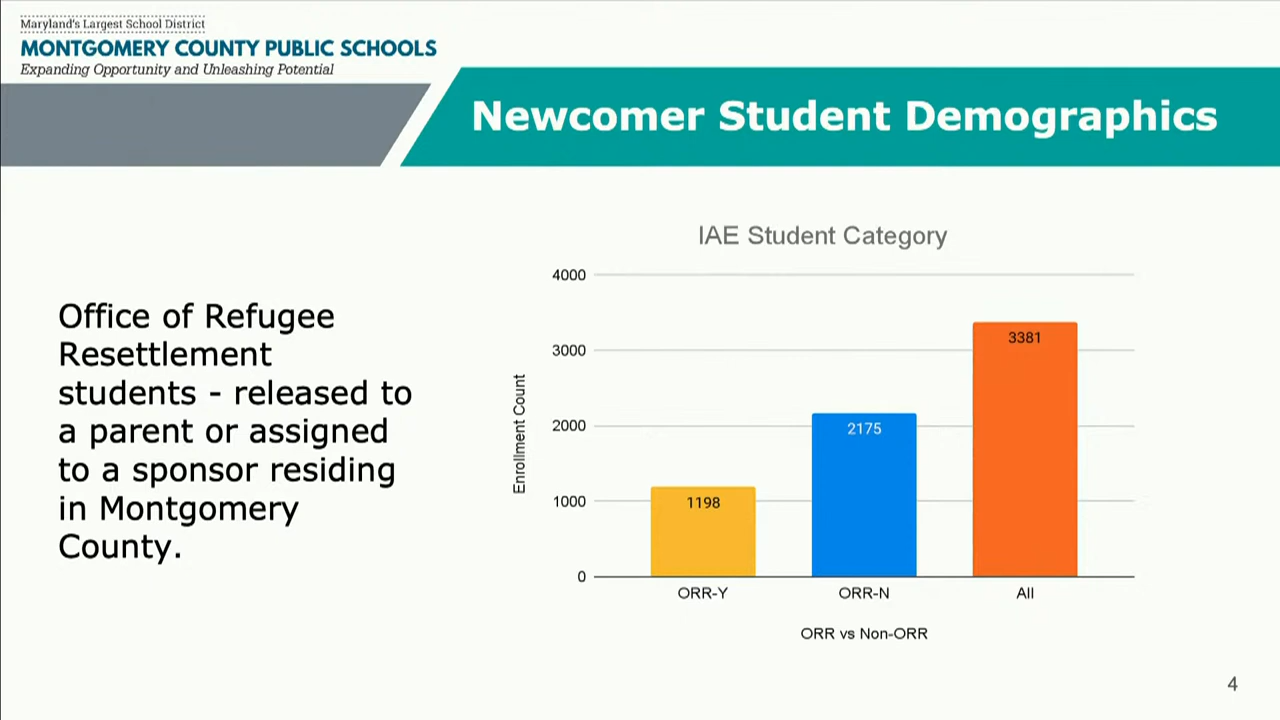 Maryland's Largest School District
MONTGOMERY COUNTY PUBLIC SCHOOLS
Expanding Opportunity and Unleashing Potential
Newcomer Student Demographics
Office of Refugee
Resettlement
students - released to
a parent or assigned
to a sponsor residing
in Montgomery
County.
IAE Student Category
Enrollment Count
4000
3000
2000
1000
0
1198
2175
3381
ORR-Y
ORR-N
All
ORR vs Non-ORR
4